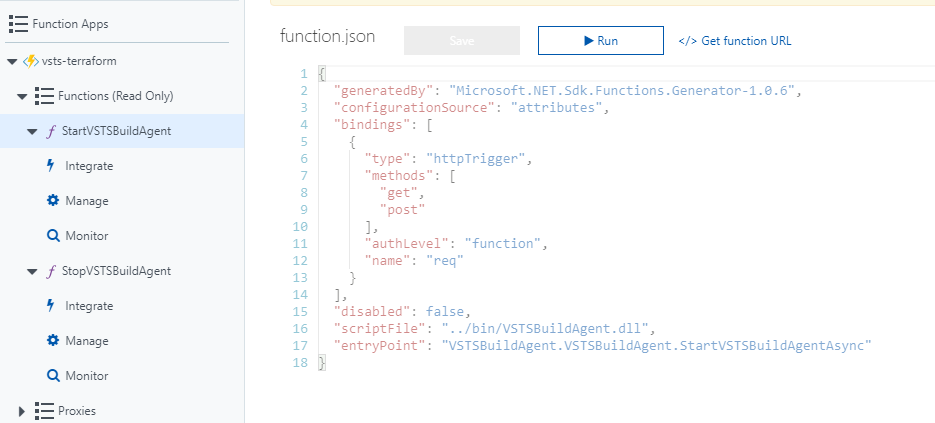 Function Apps
vsts-terraform
Functions (Read Only)
StartVSTSBuildAgent
Integrate
Manage
Monitor
StopVSTSBuildAgent
Integrate
Manage
Monitor
Proxies
function.json
Save
Run
</> Get function URL
1 {
2 "generatedBy": "Microsoft.NET.Sdk.Functions.Generator-1.0.6",
3 "configurationSource": "attributes",
4 "bindings": [
5 {
6 "type": "httpTrigger",
7 "methods": [
8 "get",
9 "post"
10 ],
11 "authLevel": "function",
12 "name": "req"
13 }
14 ],
15 "disabled": false,
16 "scriptFile": "../bin/VSTSBuildAgent.dll",
17 "entryPoint": "VSTSBuildAgent.VSTSBuildAgent.StartVSTSBuildAgentAsync"
18 }